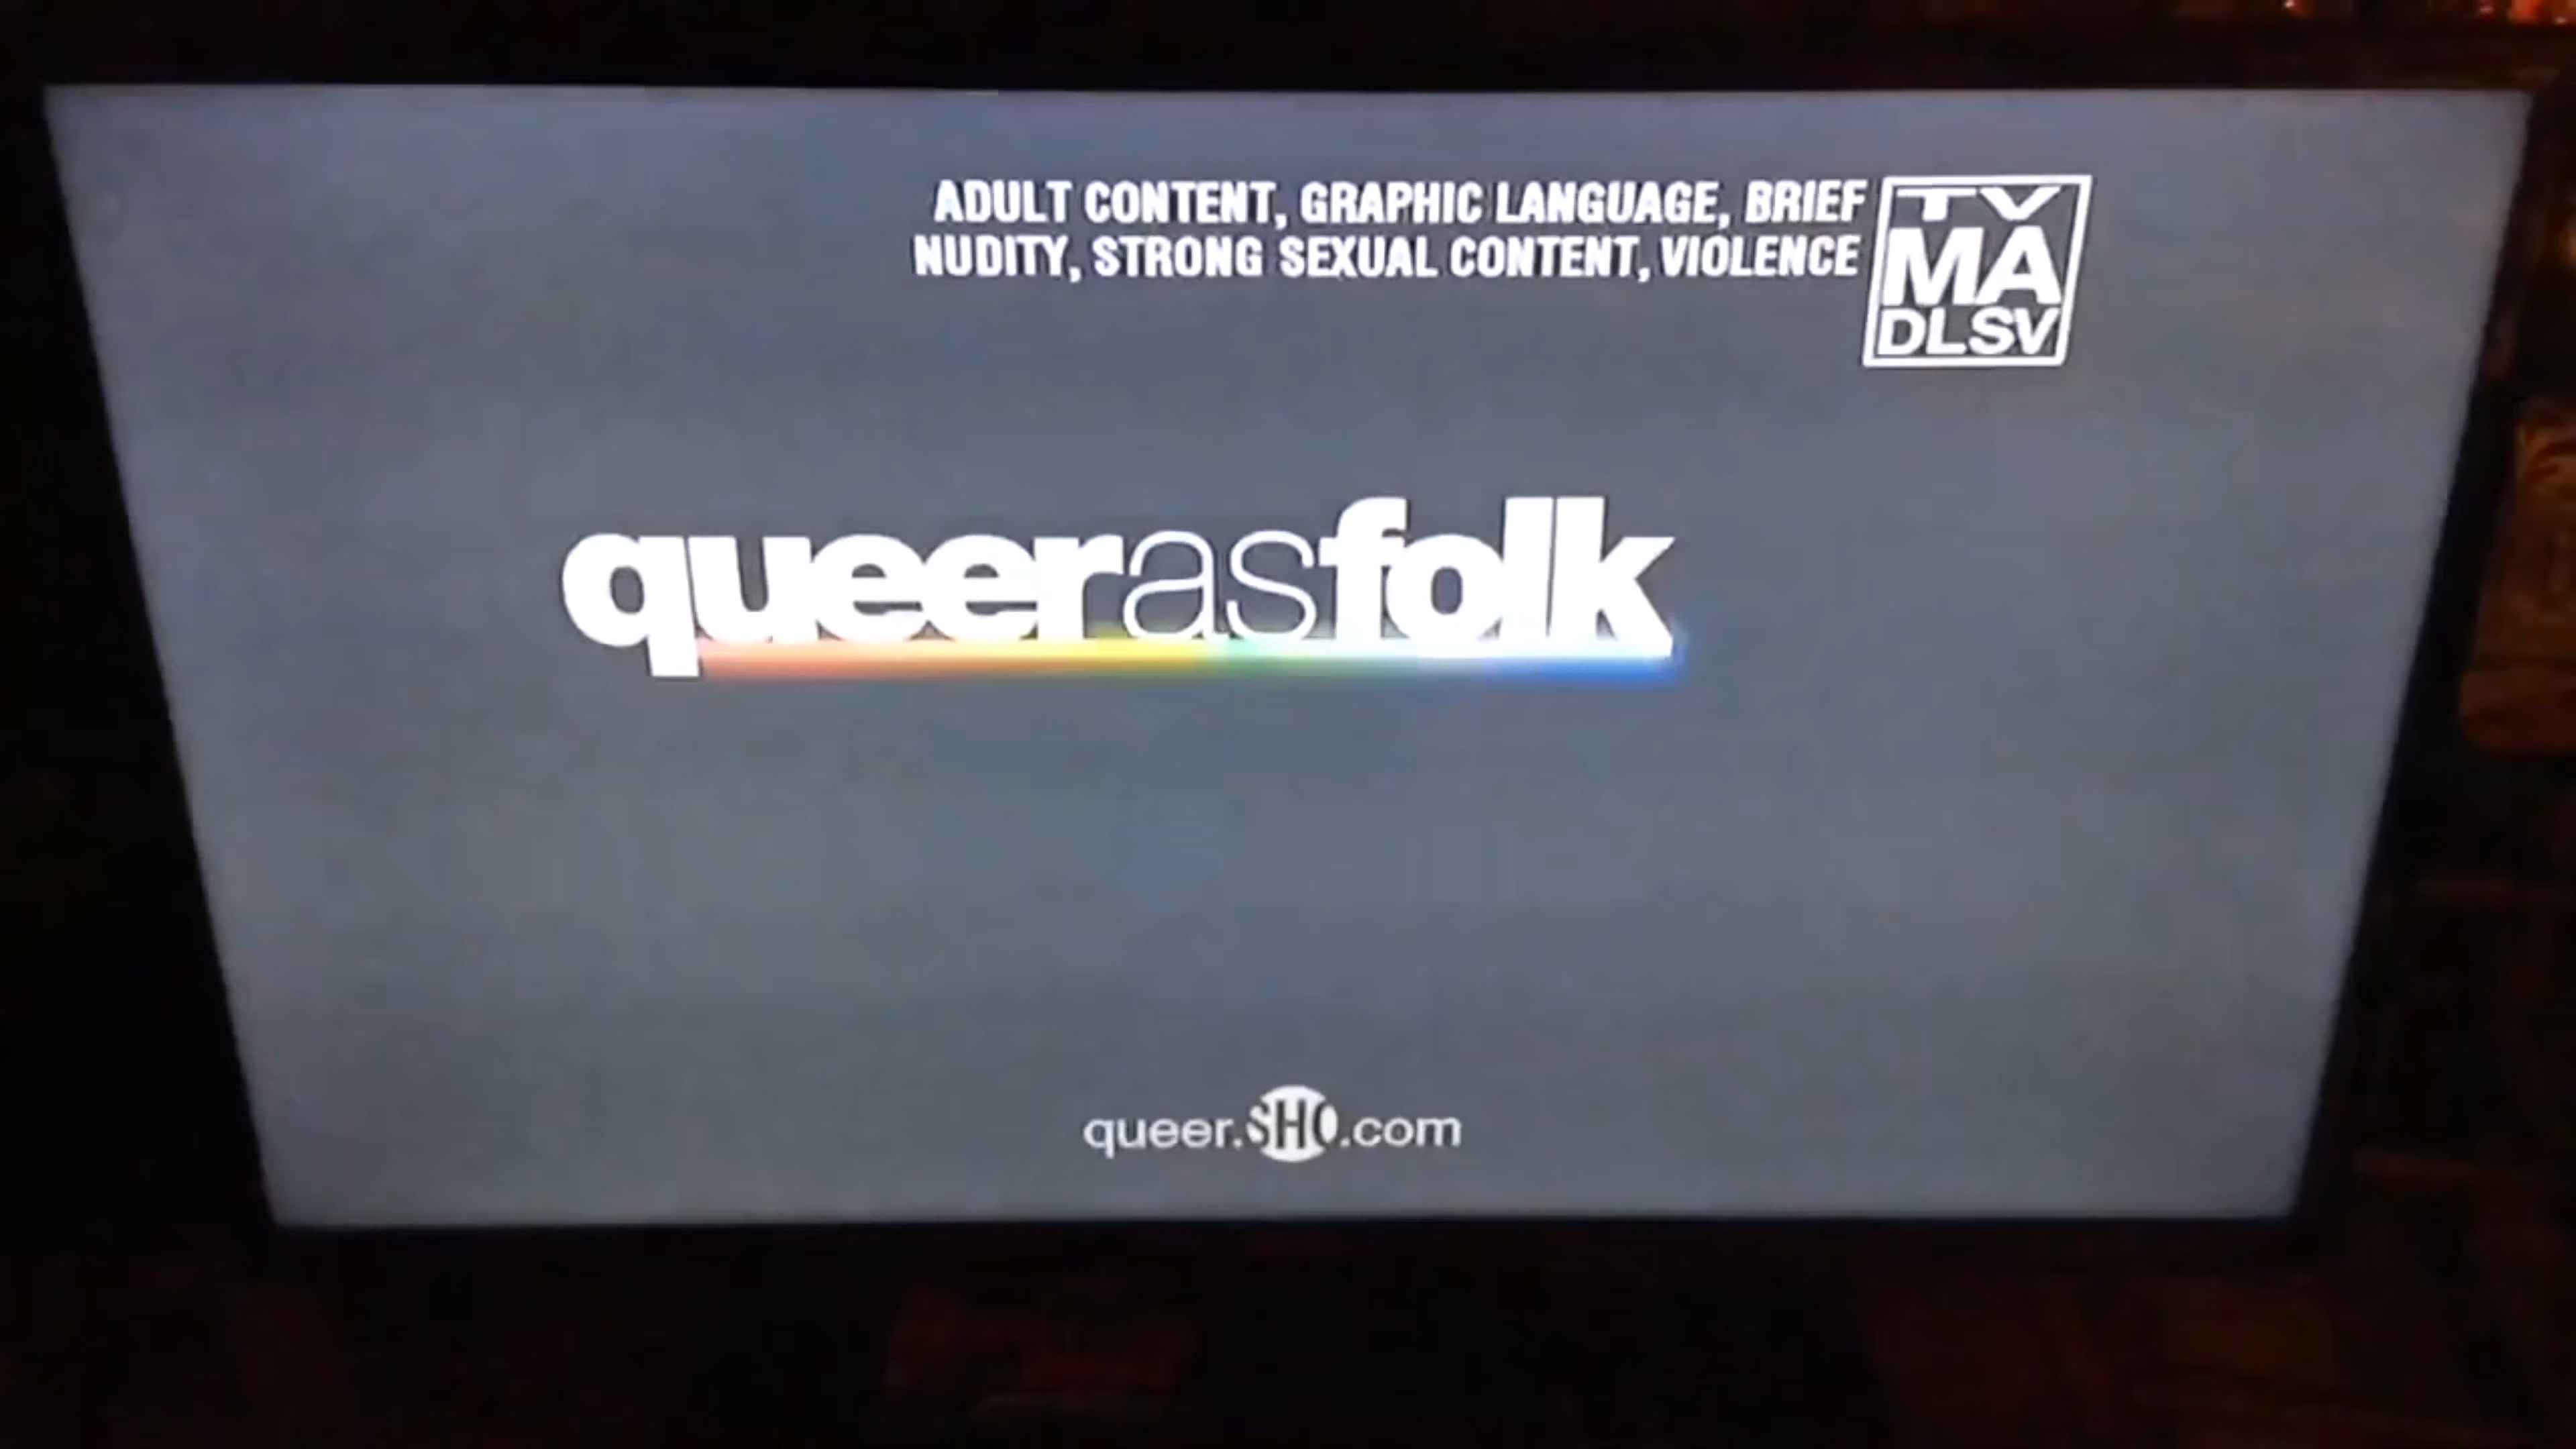 ADULT CONTENT, GRAPHIC LANGUAGE, BRIEF
NUDITY, STRONG SEXUAL CONTENT, VIOLENCE
TV
MA
DLSV
queerasfolk
queer.SHO.com